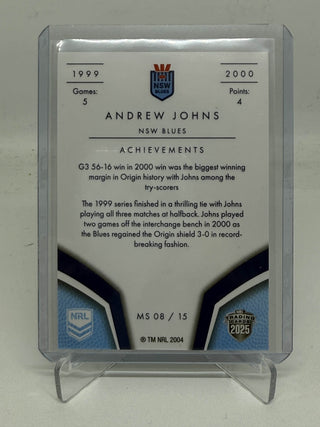 1999
2000
NSW
BLUES
Games:
5
Points:
4
ANDREW JOHNS
NSW BLUES
ACHIEVEMENTS
G3 56-16 win in 2000 win was the biggest winning
margin in Origin history with Johns among the
try-scorers
The 1999 series finished in a thrilling tie with Johns
playing all three matches at halfback. Johns played
two games off the interchange bench in 2000 as
the Blues regained the Origin shield 3-0 in record-
breaking fashion.
MS 08 / 15
NRL
TRADING
CARDS
2025
® TM NRL 2004